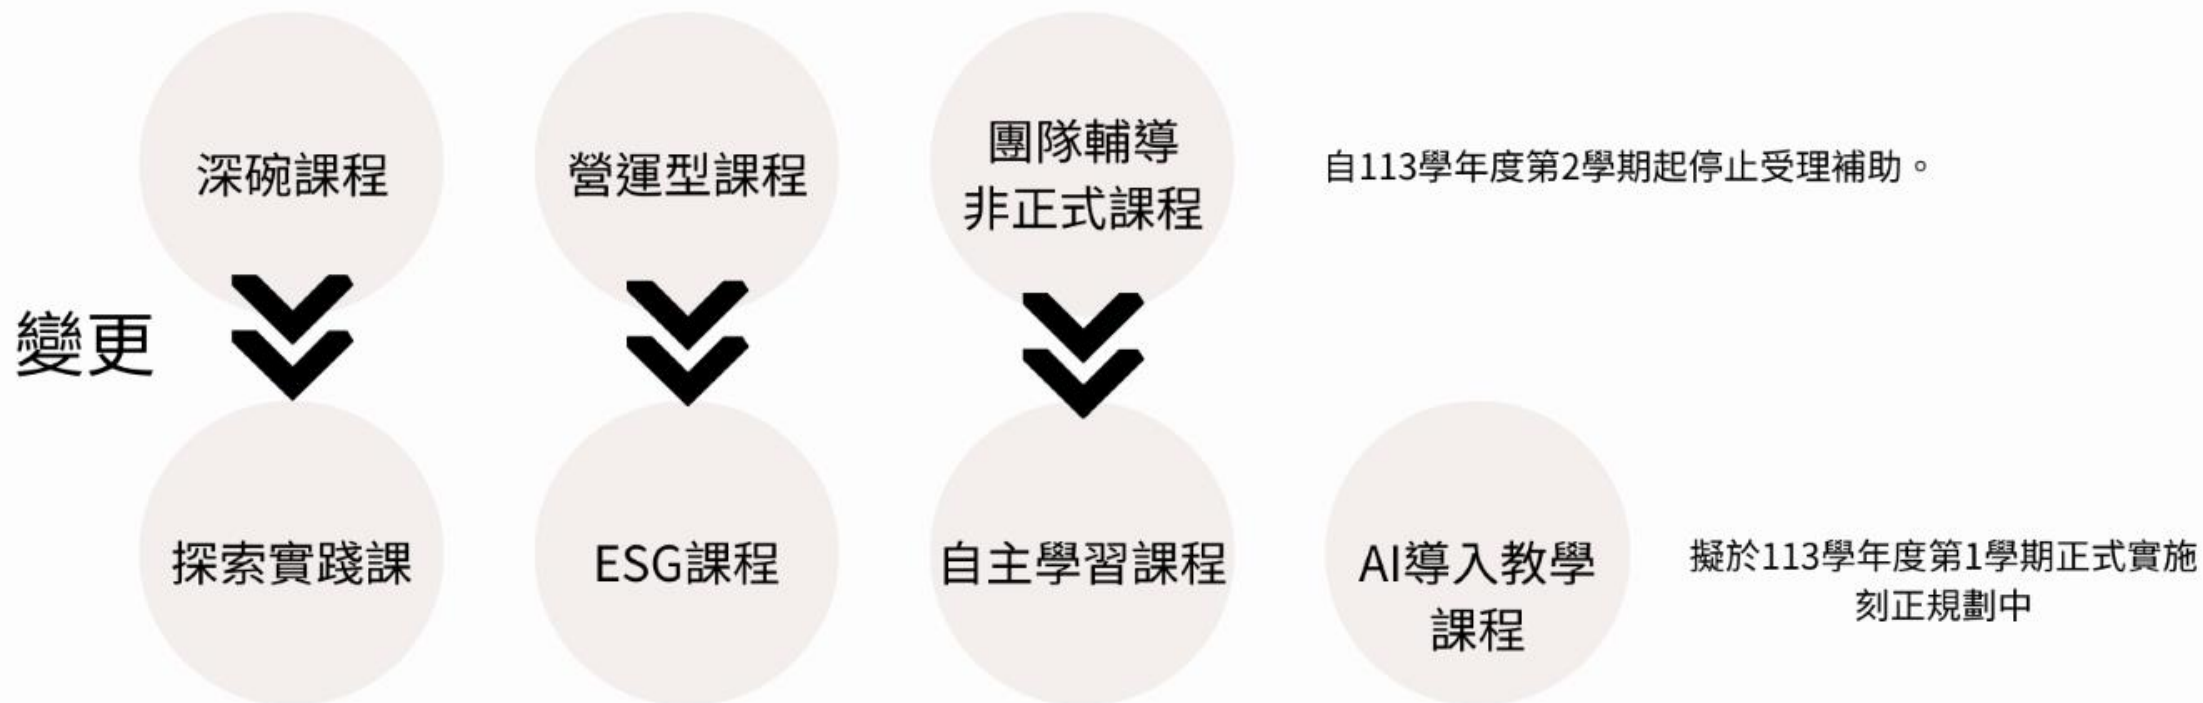 深碗課程
營運型課程
團隊輔導
非正式課程
自113學年度第2學期起停止受理補助。
變更
探索實踐課
ESG課程
自主學習課程
AI導入教學
課程
擬於113學年度第1學期正式實施
刻正規劃中